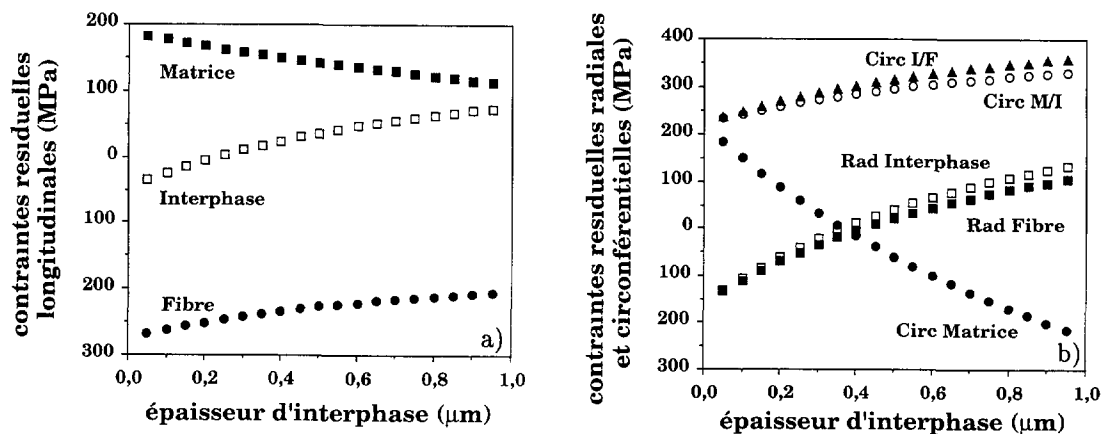 contraintes residuelles
longitudinales (MPa)
200
100
0
100
200
300
Matrice
Interphase
Fibre
a)
0,0
0,2
0,4
0,6
0,8
1,0
épaisseur d'interphase (µm)
contraintes residuelles radiales
et circonférentielles (MPa)
400
300
200
100
0
100
200
300
Circ I/F
Circ M/I
Rad Interphase
Rad Fibre
Circ Matrice
b)
0,0
0,2
0,4
0,6
0,8
1,0
épaisseur d'interphase (µm)